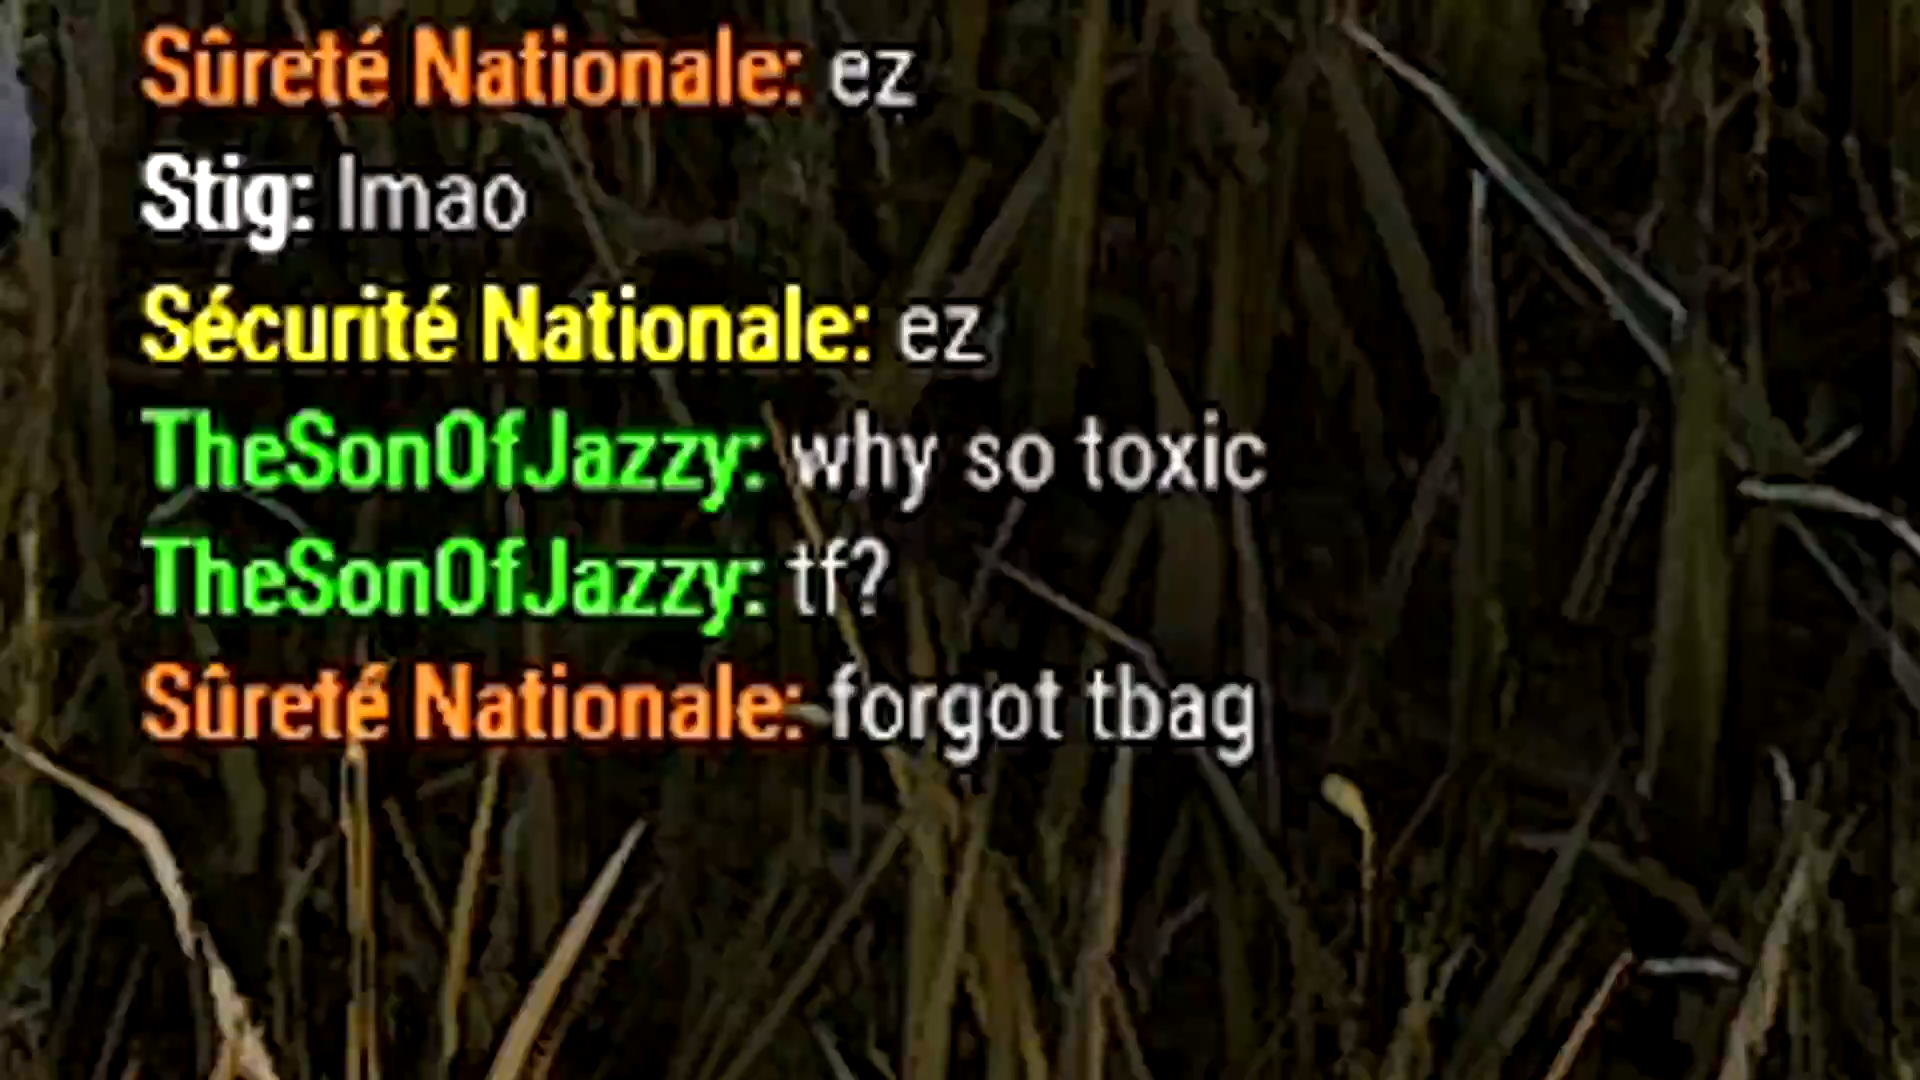 Sûreté Nationale: ez
Stig: lmao
Sécurité Nationale: ez
TheSonOfJazzy: why so toxic
TheSonOfJazzy: tf?
Sûreté Nationale: forgot tbag